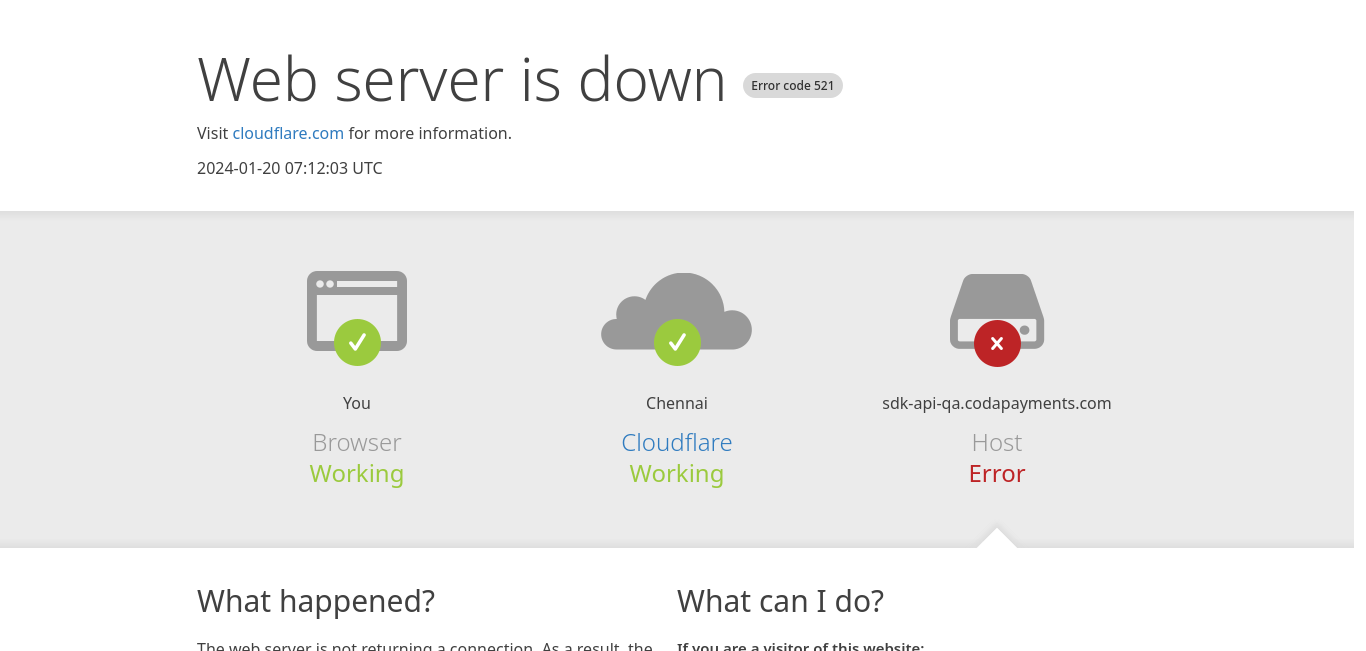 Web server is down Error code 521
Visit cloudflare.com for more information.
2024-01-20 07:12:03 UTC
You
Browser
Working
Chennai
Cloudflare
Working
sdk-api-qa.codapayments.com
Host
Error
What happened?
The web server is not returning a connection. As a result, the
What can I do?
If you are a visitor of this website: